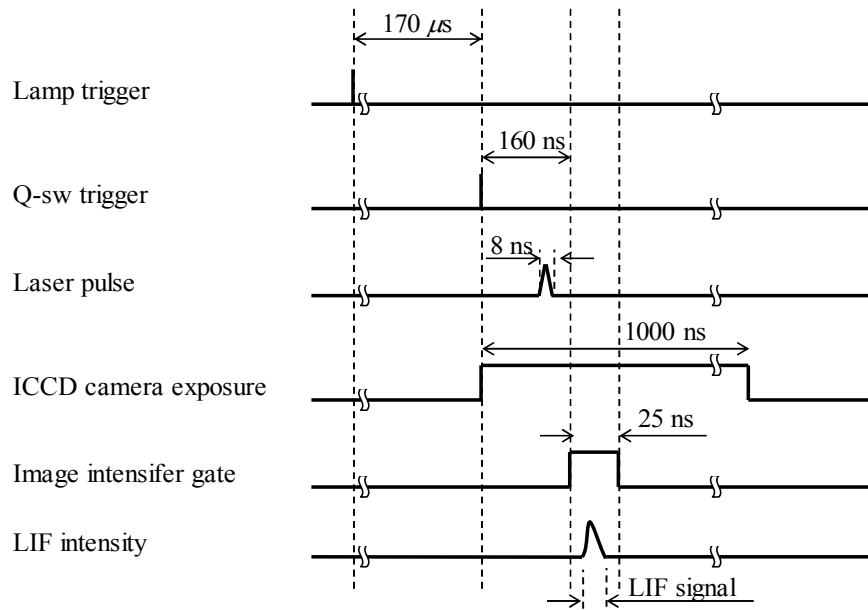 170 μs
Lamp trigger
160 ns
Q-sw trigger
8 ns
Laser pulse
1000 ns
ICCD camera exposure
25 ns
Image intensifer gate
LIF intensity
LIF signal